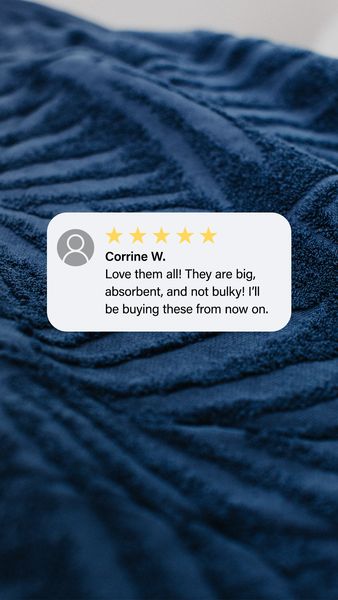 Corrine W.
Love them all! They are big,
absorbent, and not bulky! I'll
be buying these from now on.